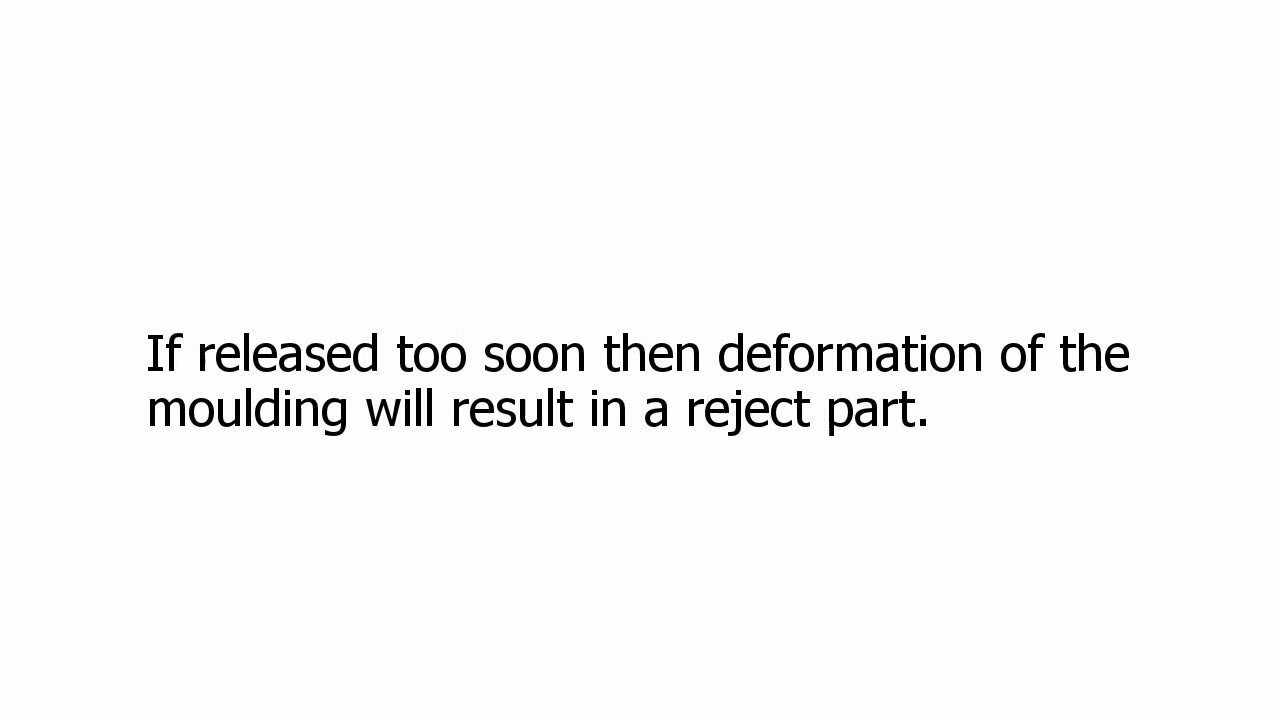 If released too soon then deformation of the
moulding will result in a reject part.